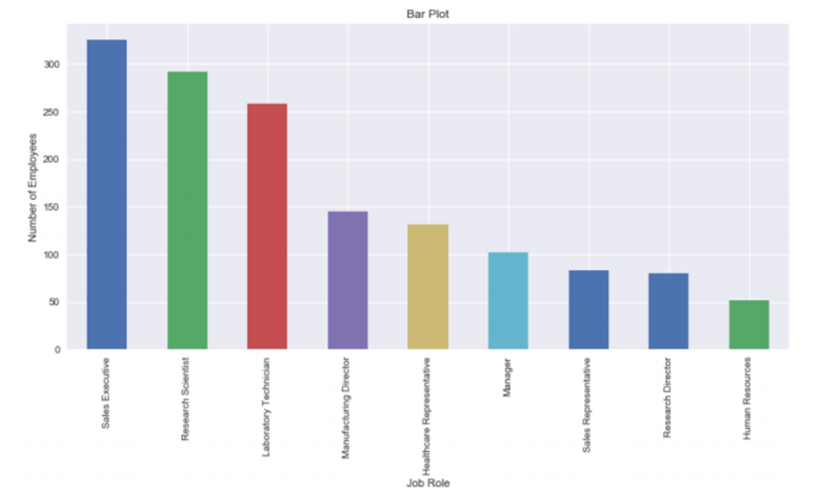 Bar Plot
Number of Employees
300
250
200
150
100
50
0
Sales Executive
Research Scientist
Laboratory Technician
Manufacturing Director
Healthcare Representative
Manager
Sales Representative
Research Director
Human Resources
Job Role